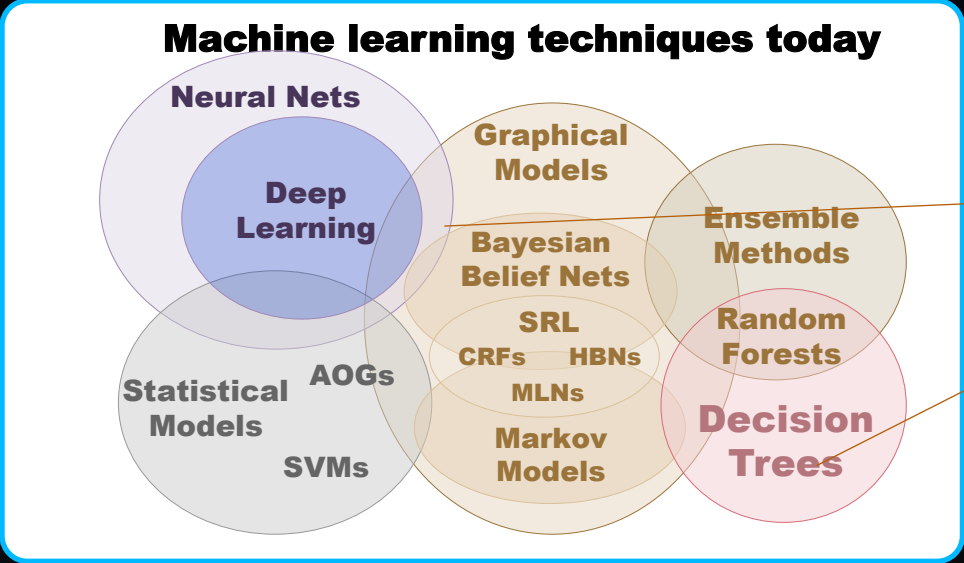 Machine learning techniques today
Neural Nets
Deep
Learning
Graphical
Models
Bayesian
Belief Nets
SRL
CRFs HBNs
MLNs
Markov
Models
Ensemble
Methods
Random
Forests
Decision
Trees
Statistical
Models
AOGs
SVMs